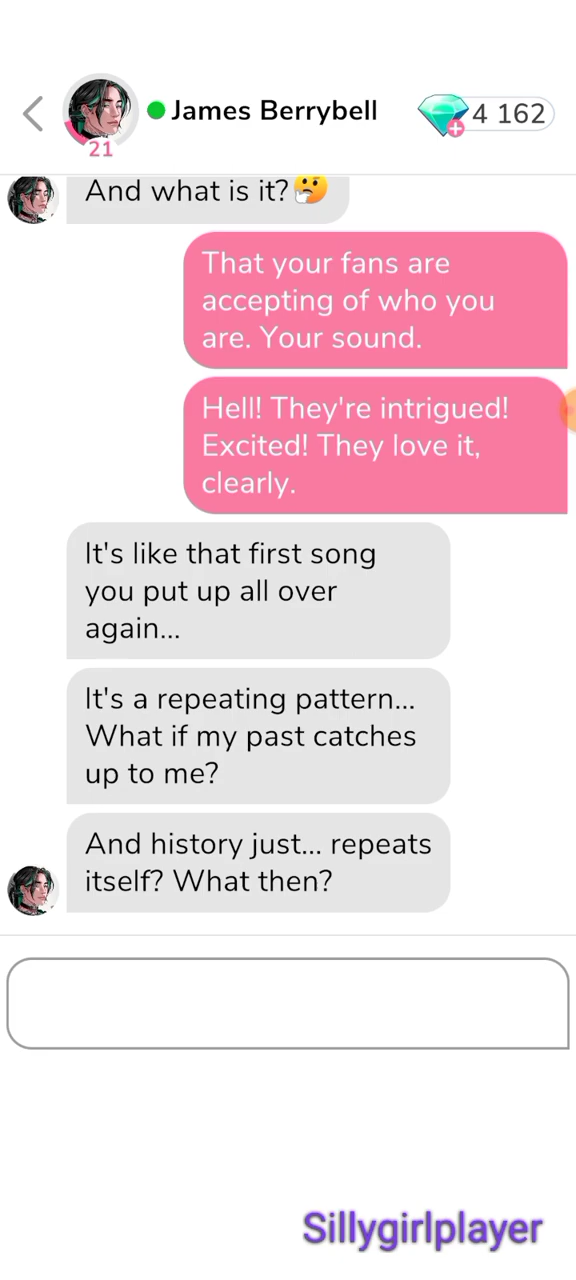 James Berrybell
4 162
21
And what is it?🤔
That your fans are
accepting of who you
are. Your sound.
Hell! They're intrigued!
Excited! They love it,
clearly.
It's like that first song
you put up all over
again...
It's a repeating pattern...
What if my past catches
up to me?
And history just... repeats
itself? What then?
Sillygirlplayer